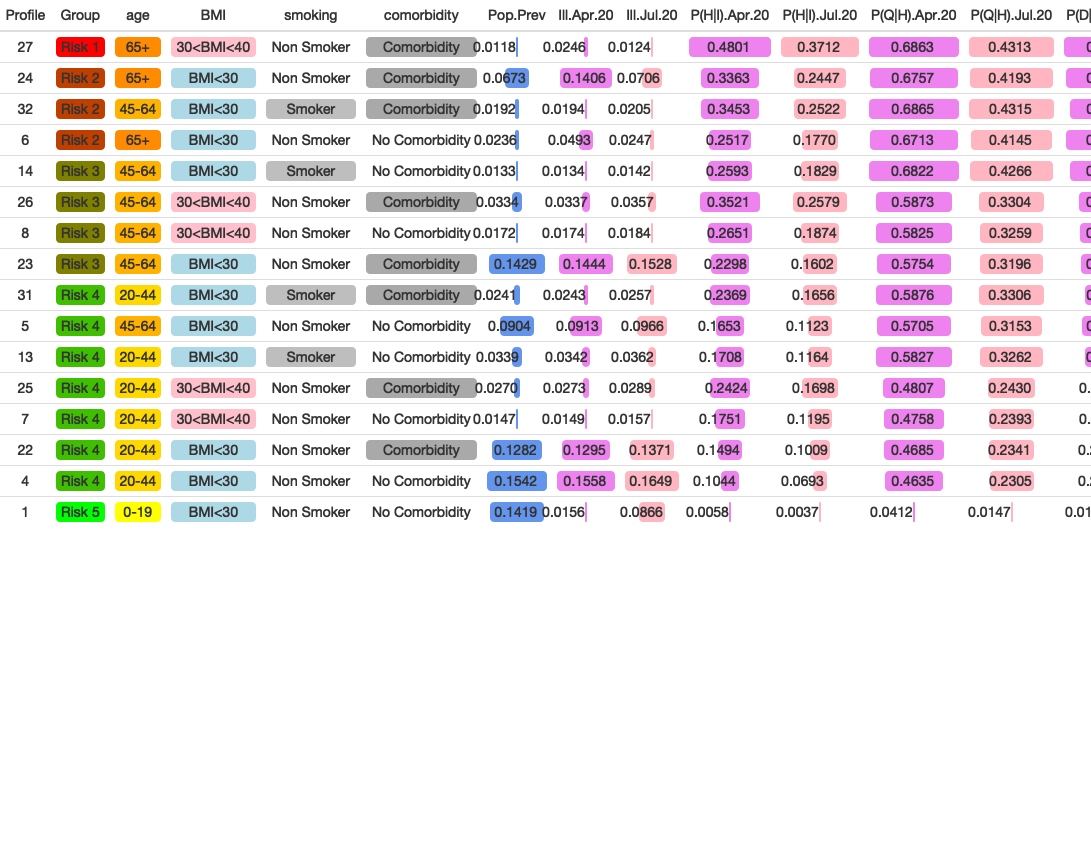 Profile Group age BMI smoking comorbidity Pop.Prev Ill.Apr.20 Ill.Jul.20 P(H|I).Apr.20 P(H|I).Jul.20 P(Q|H).Apr.20 P(Q|H).Jul.20 P(D|
27 Risk 1 65+ 30<BMI<40 Non Smoker Comorbidity 0.0118 0.0246 0.0124 0.4801 0.3712 0.6863 0.4313
24 Risk 2 65+ BMI<30 Non Smoker Comorbidity 0.0673 0.1406 0.0706 0.3363 0.2447 0.6757 0.4193
32 Risk 2 45-64 BMI<30 Smoker Comorbidity 0.0192 0.0194 0.0205 0.3453 0.2522 0.6865 0.4315
6 Risk 2 65+ BMI<30 Non Smoker No Comorbidity 0.0236 0.0493 0.0247 0.2517 0.1770 0.6713 0.4145
14 Risk 3 45-64 BMI<30 Smoker No Comorbidity 0.0133 0.0134 0.0142 0.2593 0.1829 0.6822 0.4266
26 Risk 3 45-64 30<BMI<40 Non Smoker Comorbidity 0.0334 0.0337 0.0357 0.3521 0.2579 0.5873 0.3304
8 Risk 3 45-64 30<BMI<40 Non Smoker No Comorbidity 0.0172 0.0174 0.0184 0.2651 0.1874 0.5825 0.3259
23 Risk 3 45-64 BMI<30 Non Smoker Comorbidity 0.1429 0.1444 0.1528 0.2298 0.1602 0.5754 0.3196
31 Risk 4 20-44 BMI<30 Smoker Comorbidity 0.0241 0.0243 0.0257 0.2369 0.1656 0.5876 0.3306
5 Risk 4 45-64 BMI<30 Non Smoker No Comorbidity 0.0904 0.0913 0.0966 0.1653 0.1123 0.5705 0.3153
13 Risk 4 20-44 BMI<30 Smoker No Comorbidity 0.0339 0.0342 0.0362 0.1708 0.1164 0.5827 0.3262
25 Risk 4 20-44 30<BMI<40 Non Smoker Comorbidity 0.0270 0.0273 0.0289 0.2424 0.1698 0.4807 0.2430 0.
7 Risk 4 20-44 30<BMI<40 Non Smoker No Comorbidity 0.0147 0.0149 0.0157 0.1751 0.1195 0.4758 0.2393 0.
22 Risk 4 20-44 BMI<30 Non Smoker Comorbidity 0.1282 0.1295 0.1371 0.1494 0.1009 0.4685 0.2341 0.
4 Risk 4 20-44 BMI<30 Non Smoker No Comorbidity 0.1542 0.1558 0.1649 0.1044 0.0693 0.4635 0.2305 0.
1 Risk 5 0-19 BMI<30 Non Smoker No Comorbidity 0.1419 0.0156 0.0866 0.0058 0.0037 0.0412 0.0147 0.01